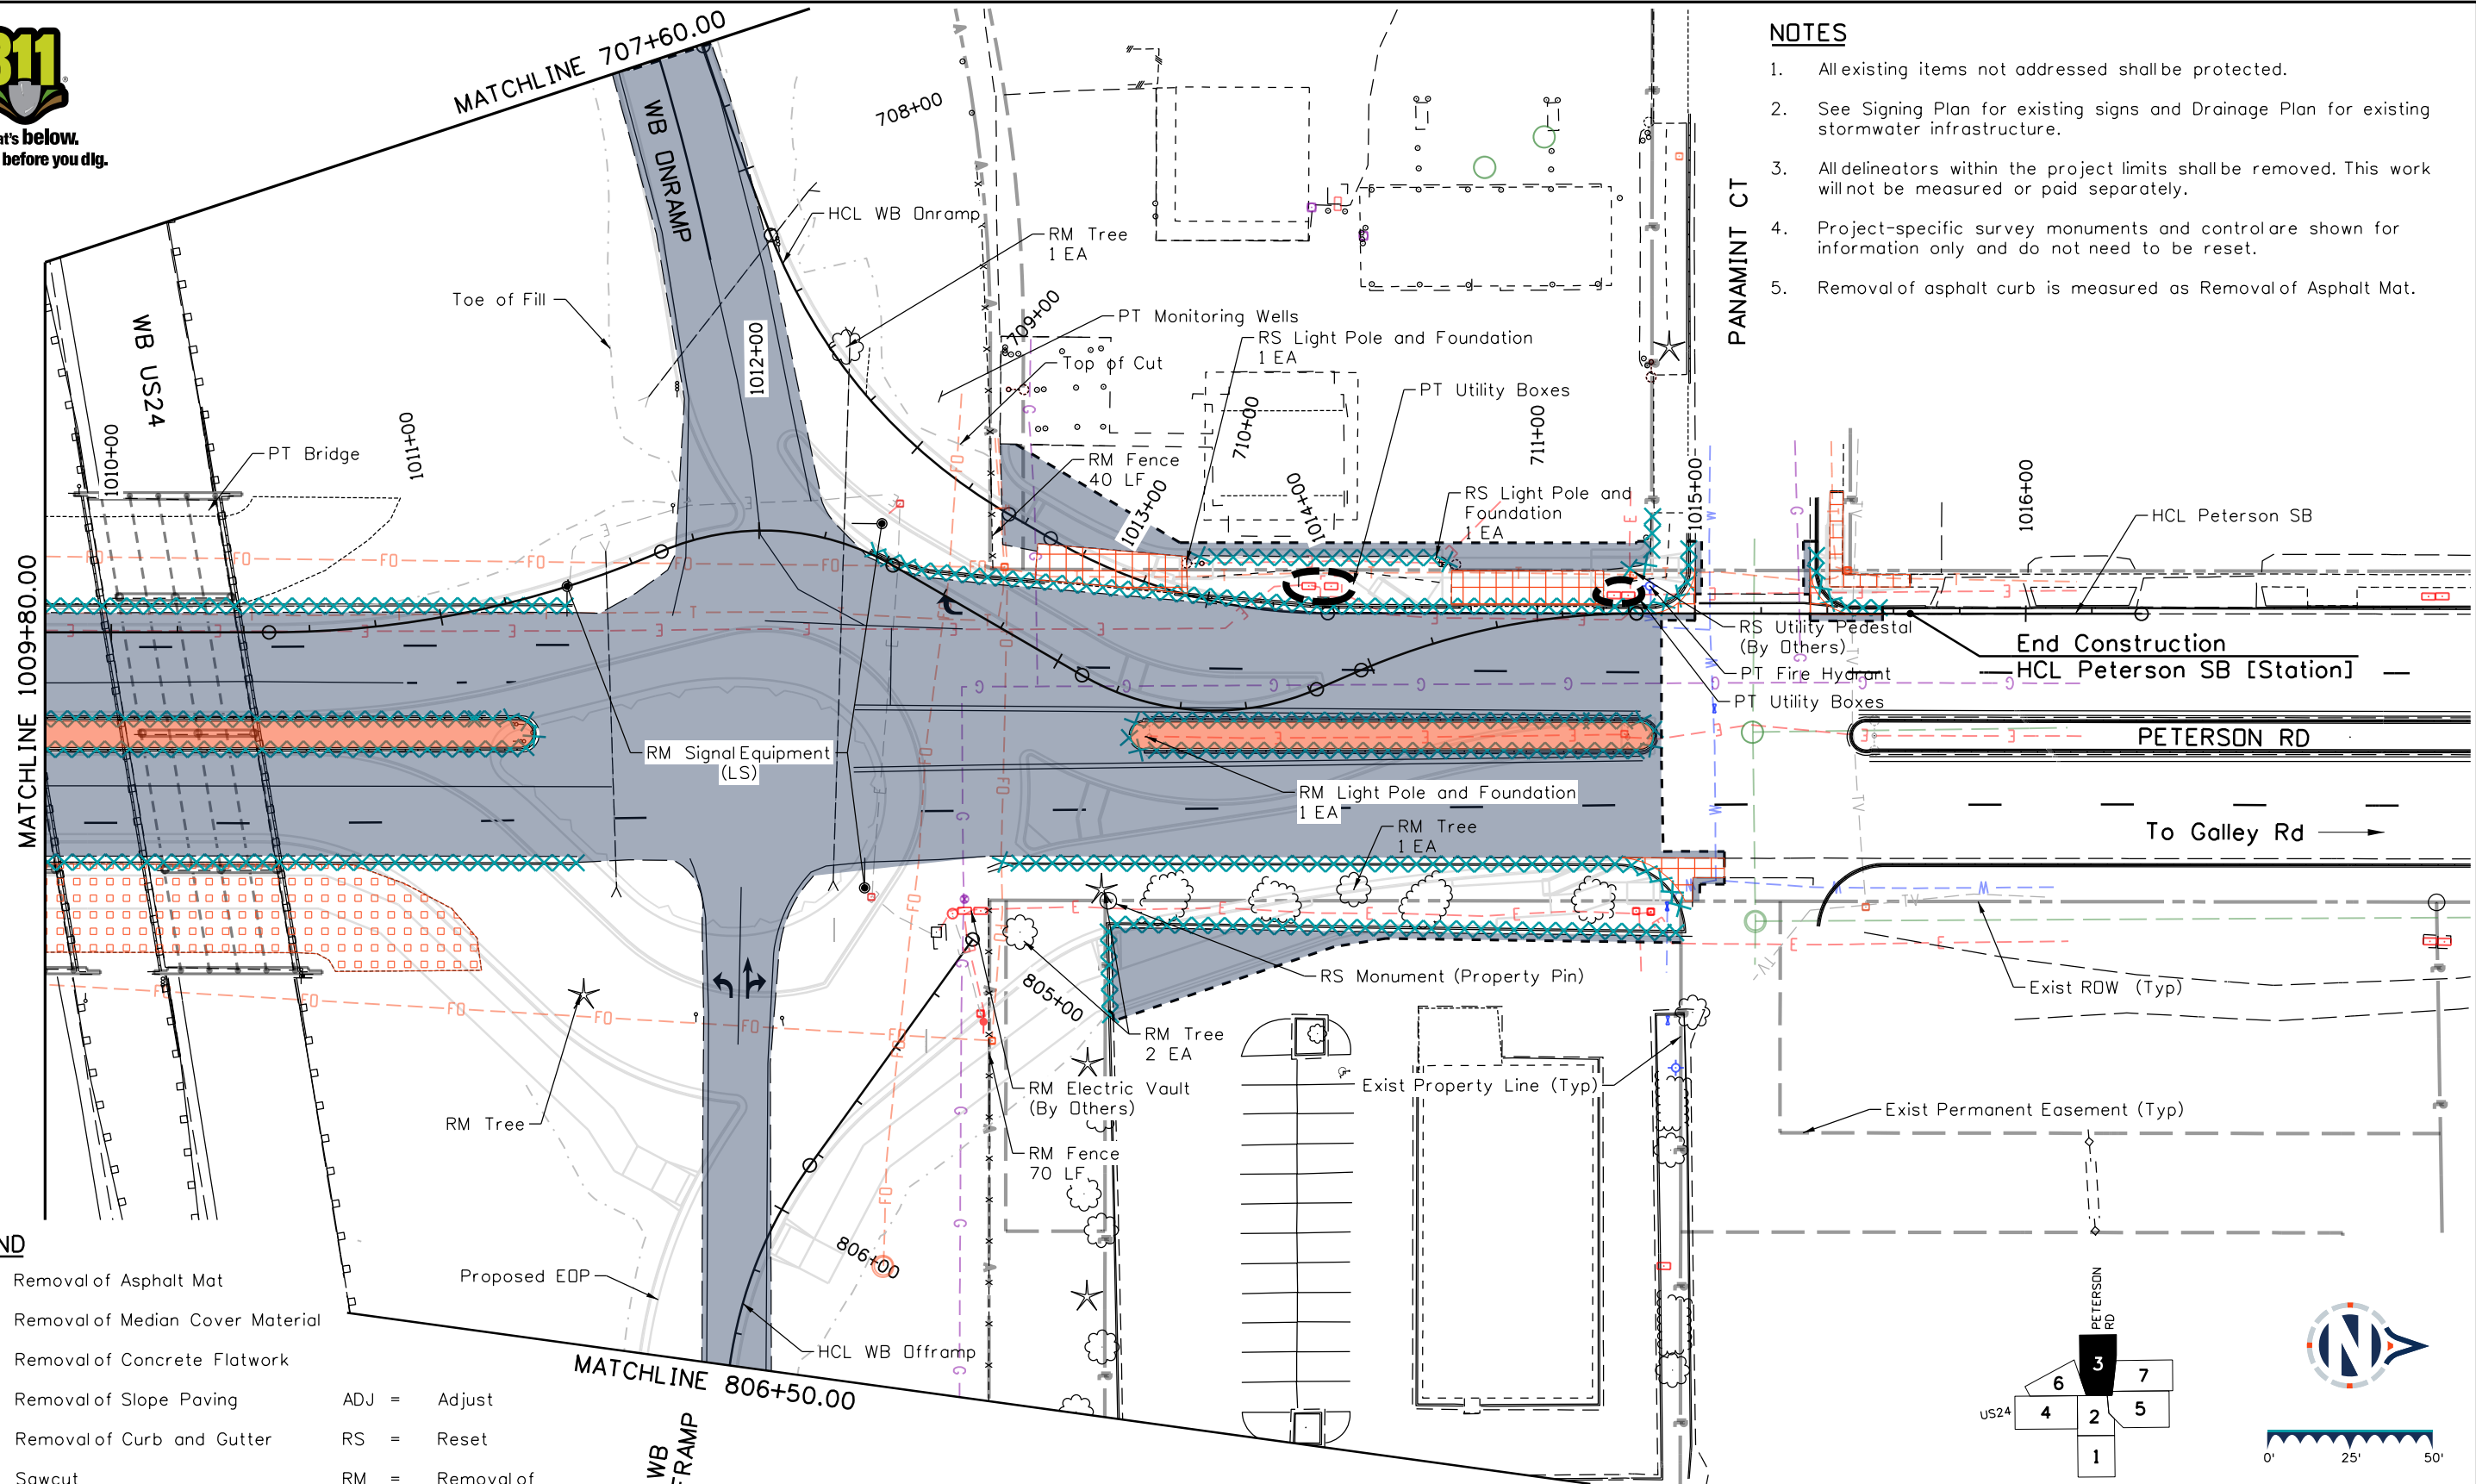 811
at's below.
before you dig.
MATCHLINE 707+60.00
WB ONRAMP
708+00
HCL WB Onramp
RM Tree
1 EA
Toe of Fill
WB US24
1012+00
709+00
PT Monitoring Wells
Top of Cut
RS Light Pole and Foundation
1 EA
PT Utility Boxes
PANAMINT CT
NOTES
1. All existing items not addressed shall be protected.
2. See Signing Plan for existing signs and Drainage Plan for existing
stormwater infrastructure.
3. All delineators within the project limits shall be removed. This work
will not be measured or paid separately.
4. Project-specific survey monuments and control are shown for
information only and do not need to be reset.
5. Removal of asphalt curb is measured as Removal of Asphalt Mat.
1010+00
1011+00
PT Bridge
RM Fence
40 LF
1013+00
710+00
1014+00
711+00
RS Light Pole and
Foundation
1 EA
1015+00
1016+00
HCL Peterson SB
MATCHLINE 1009+80.00
RS Utility Pedestal
(By Others)
PT Fire Hydrant
PT Utility Boxes
End Construction
HCL Peterson SB [Station]
RM Signal Equipment
(LS)
RM Light Pole and Foundation
1 EA
PETERSON RD
RM Tree
1 EA
To Galley Rd
RS Monument (Property Pin)
Exist ROW (Typ)
805+00
RM Tree
2 EA
RM Electric Vault
(By Others)
Exist Property Line (Typ)
Exist Permanent Easement (Typ)
RM Tree
RM Fence
70 LF
806+00
Proposed EOP
HCL WB Offramp
MATCHLINE 806+50.00
WB
FRAMP
ND
Removal of Asphalt Mat
Removal of Median Cover Material
Removal of Concrete Flatwork
Removal of Slope Paving
Removal of Curb and Gutter
Sawcut
ADJ = Adjust
RS = Reset
RM = Removal of
PETERSON
RD
3
6
7
US24
4
2
5
1
N
0' 25' 50'